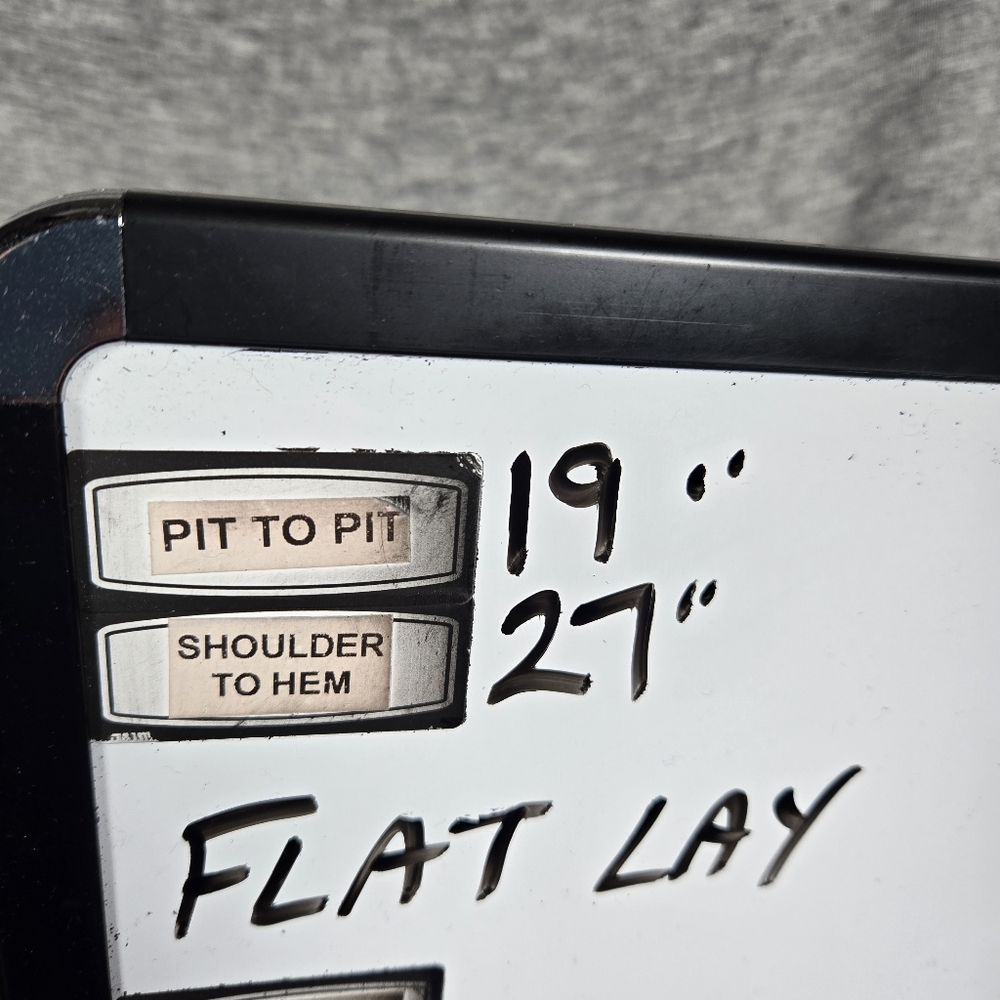 PIT TO PIT 19"
SHOULDER
TO HEM 27"
FLAT LAY